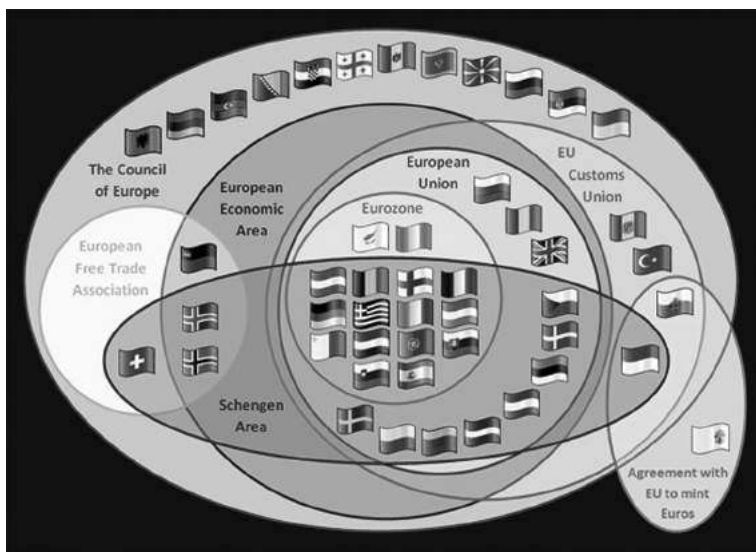 The Council
of Europe
European
Economic
Area
European
Union
EU
Customs
Union
Eurozone
European
Free Trade
Association
Schengen
Area
Agreement with
EU to mint
Euros